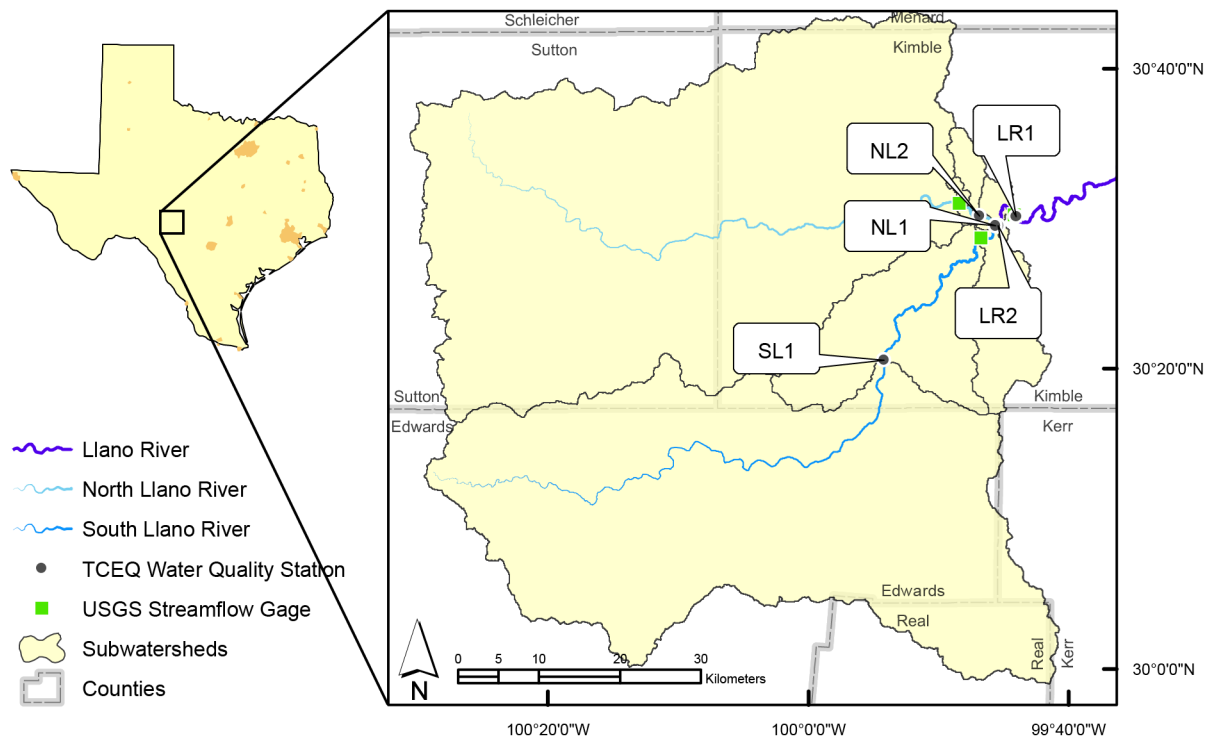 Schleicher
Menard
Sutton
Kimble
30°40'0"N
LR1
NL2
NL1
LR2
SL1
30°20'0"N
Sutton
Kimble
Edwards
Kerr
Llano River
North Llano River
South Llano River
TCEQ Water Quality Station
USGS Streamflow Gage
Subwatersheds
Counties
Edwards
Real
Real
Kerr
N
0 5 10 20 30
Kilometers
30°0'0"N
100°20'0"W
100°0'0"W
99°40'0"W